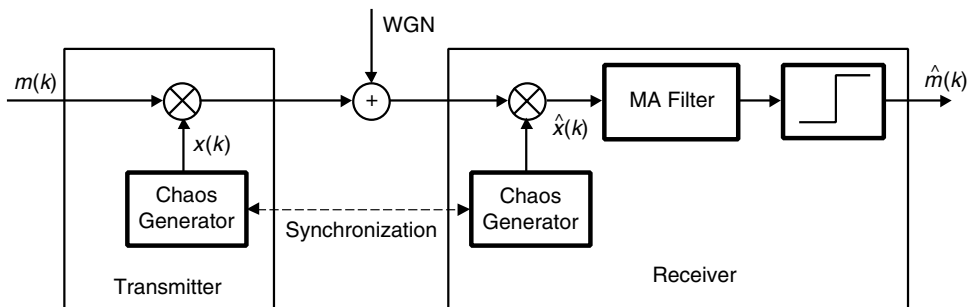 WGN
m(k)
m̂(k)
+
MA Filter
x(k)
x̂(k)
Chaos
Generator
Chaos
Generator
Synchronization
Transmitter
Receiver